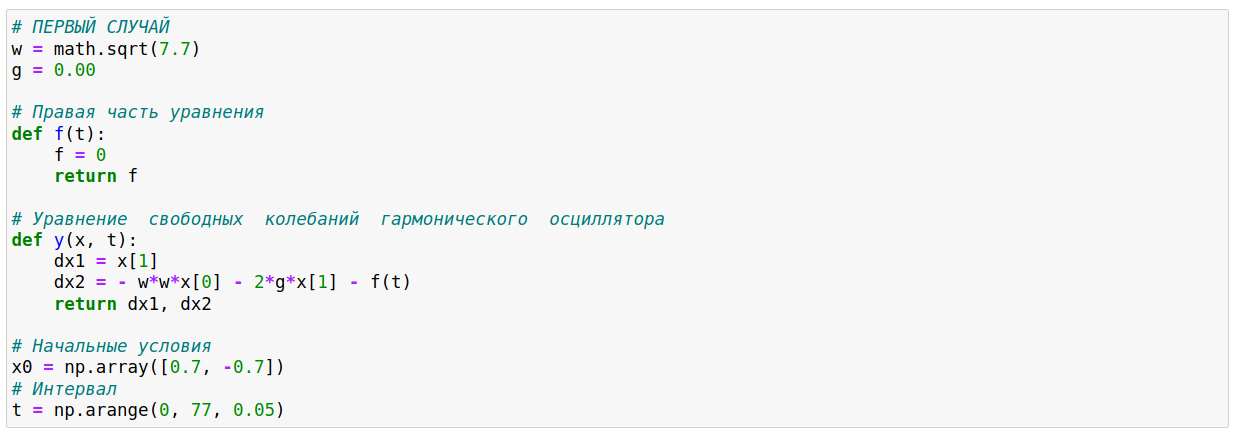 # ПЕРВЫЙ СЛУЧАЙ
w = math.sqrt(7.7)
g = 0.00

# Правая часть уравнения
def f(t):
    f = 0
    return f

# Уравнение  свободных  колебаний  гармонического  осциллятора
def y(x, t):
    dx1 = x[1]
    dx2 = - w*w*x[0] - 2*g*x[1] - f(t)
    return dx1, dx2

# Начальные условия
x0 = np.array([0.7, -0.7])
# Интервал
t = np.arange(0, 77, 0.05)